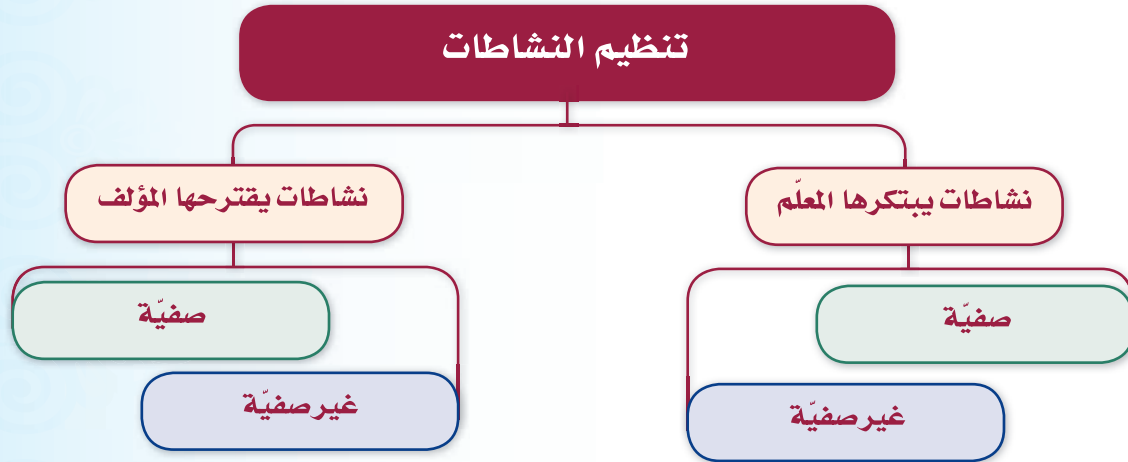 تنظيم النشاطات
نشاطات يبتكرها المعلّم
نشاطات يقترحها المؤلف
صفيّة
غير صفيّة
صفيّة
غير صفيّة